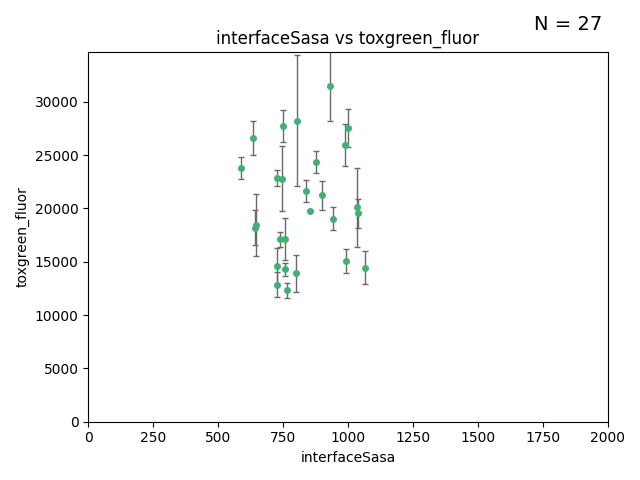 N = 27
interfaceSasa vs toxgreen_fluor
30000
25000
20000
15000
10000
5000
0
toxgreen_fluor
0 250 500 750 1000 1250 1500 1750 2000
interfaceSasa